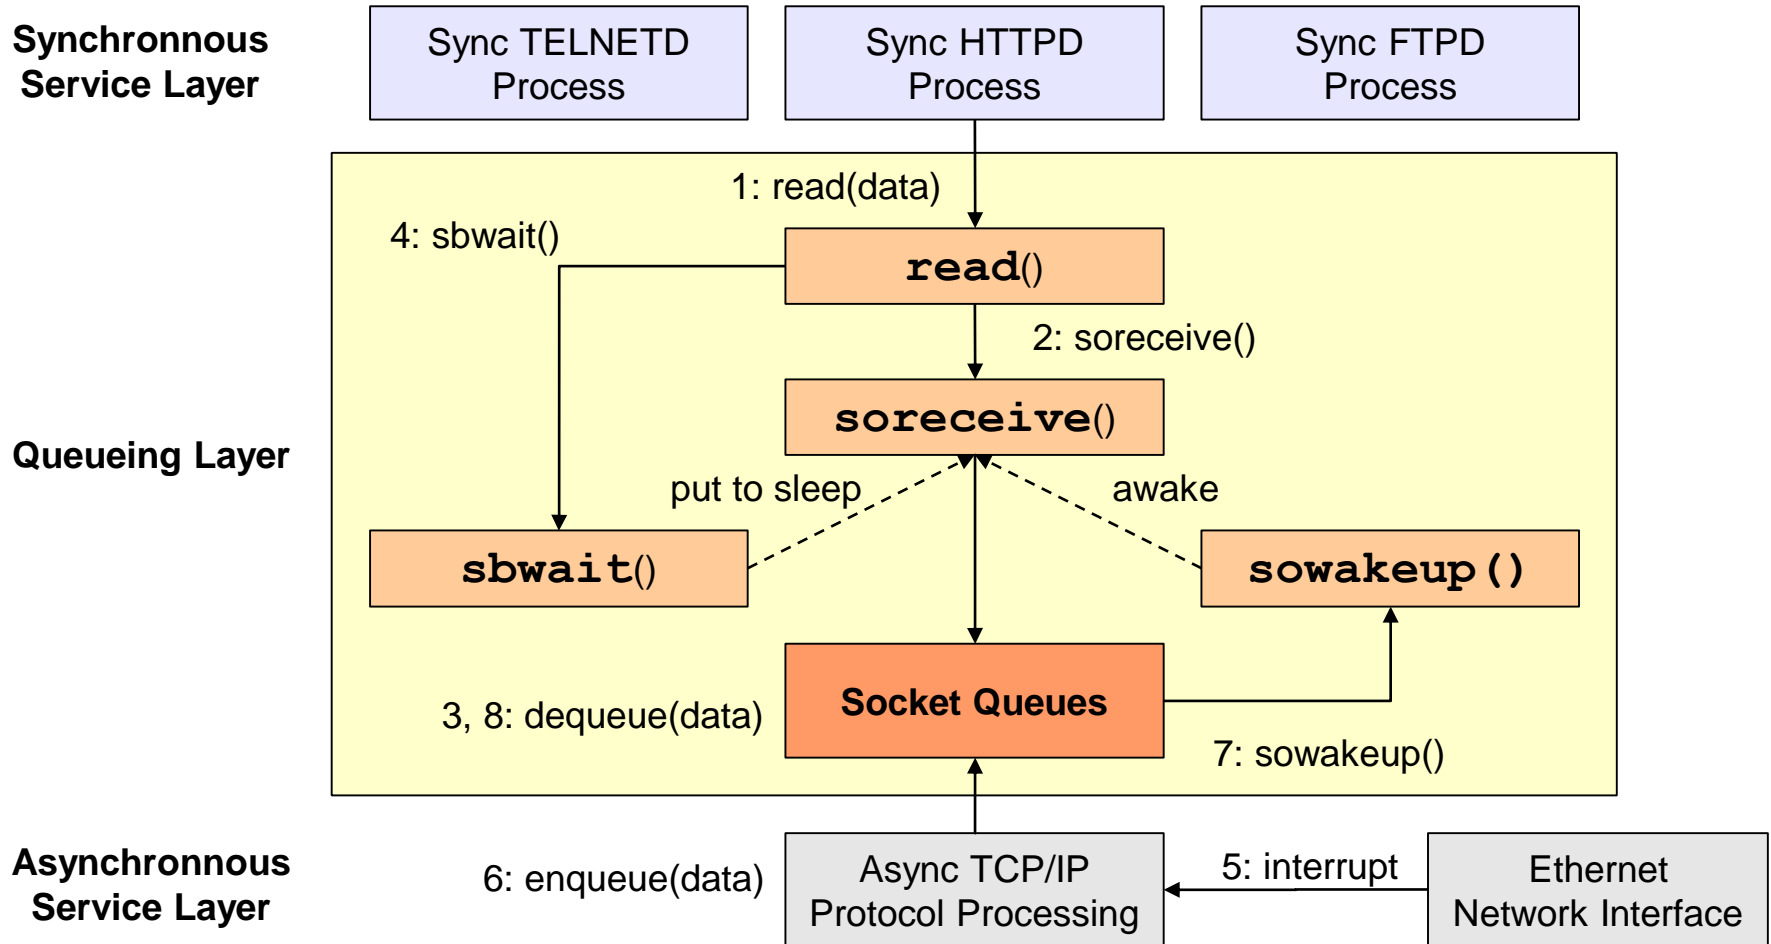 Synchronnous
Service Layer
Sync TELNETD
Process
Sync HTTPD
Process
Sync FTPD
Process
1: read(data)
4: sbwait()
read()
2: soreceive()
soreceive()
Queueing Layer
put to sleep
awake
sbwait()
sowakeup()
Socket Queues
3, 8: dequeue(data)
7: sowakeup()
Asynchronnous
Service Layer
6: enqueue(data)
Async TCP/IP
Protocol Processing
5: interrupt
Ethernet
Network Interface